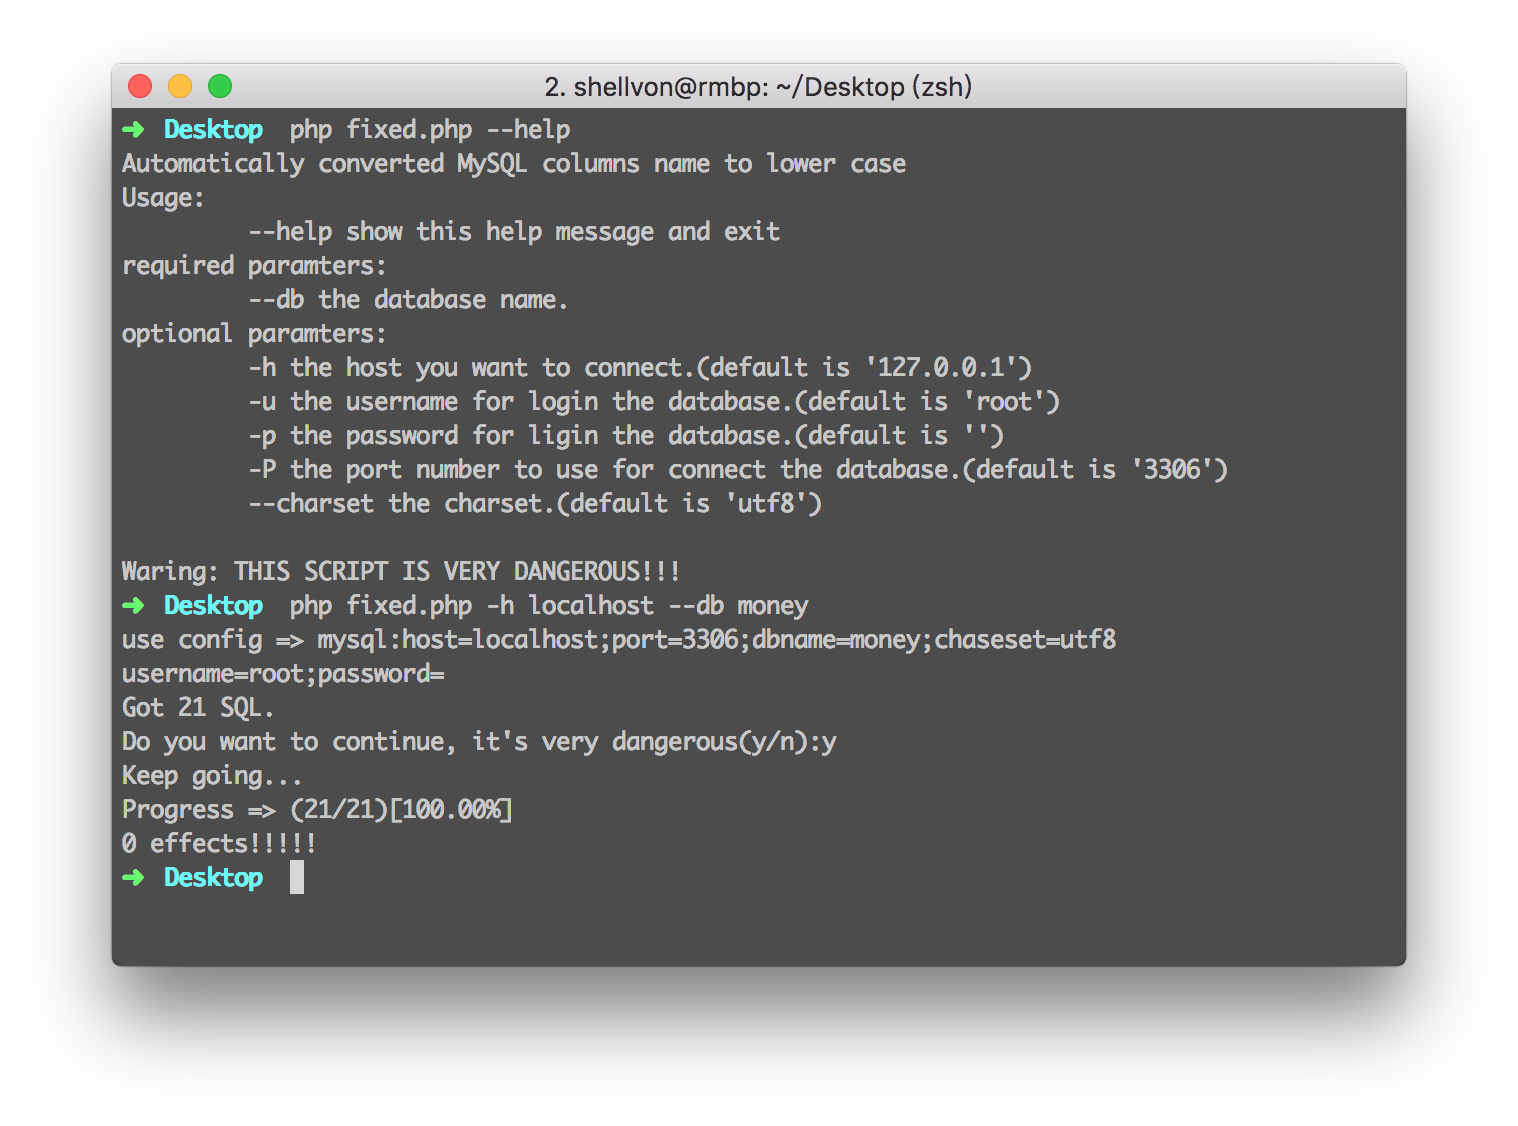 2. shellvon@rmbp: ~/Desktop (zsh)
➜ Desktop php fixed.php --help
Automatically converted MySQL columns name to lower case
Usage:
--help show this help message and exit
required paramters:
--db the database name.
optional paramters:
-h the host you want to connect.(default is '127.0.0.1')
-u the username for login the database.(default is 'root')
-p the password for ligin the database.(default is '')
-P the port number to use for connect the database.(default is '3306')
--charset the charset.(default is 'utf8')
Waring: THIS SCRIPT IS VERY DANGEROUS!!!
➜ Desktop php fixed.php -h localhost --db money
use config => mysql:host=localhost;port=3306;dbname=money;chaseset=utf8
username=root;password=
Got 21 SQL.
Do you want to continue, it's very dangerous(y/n):y
Keep going...
Progress => (21/21)[100.00%]
0 effects!!!!!
➜ Desktop